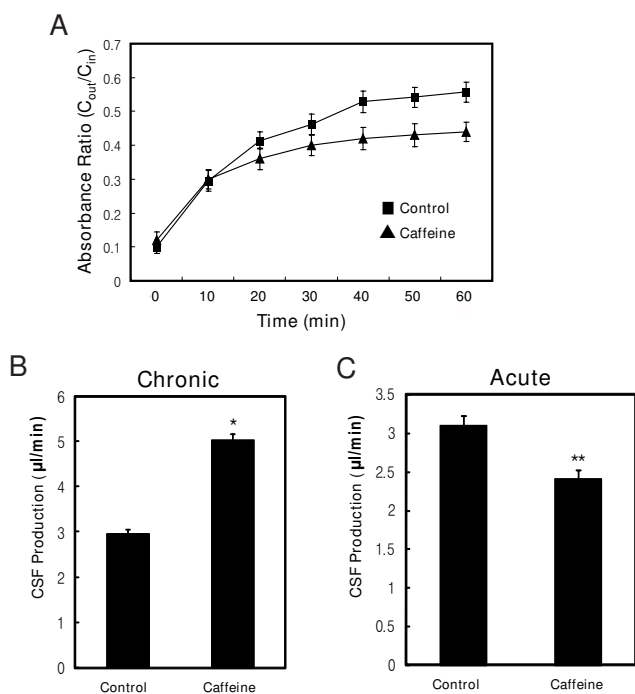 A
Absorbance Ratio (Cout/Cin)
0.7
0.6
0.5
0.4
0.3
0.2
0.1
0
Control
Caffeine
0 10 20 30 40 50 60
Time (min)
B
Chronic
CSF Production (µl/min)
6
5
4
3
2
1
0
*
Control Caffeine
C
Acute
CSF Production (µl/min)
3.5
3
2.5
2
1.5
1
0.5
0
**
Control Caffeine